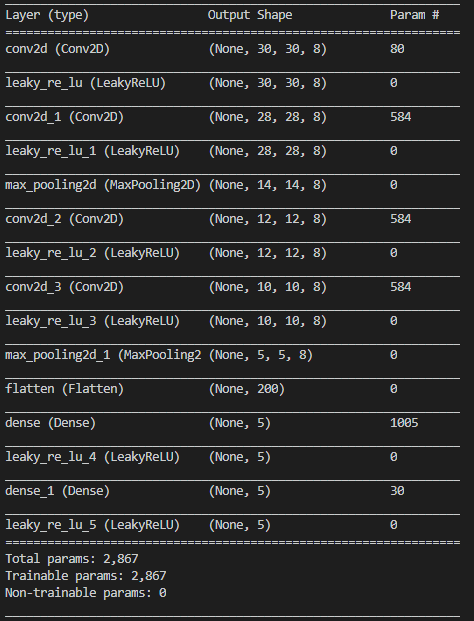 Layer (type) Output Shape Param #
=================================================================
conv2d (Conv2D) (None, 30, 30, 8) 80
leaky_re_lu (LeakyReLU) (None, 30, 30, 8) 0
conv2d_1 (Conv2D) (None, 28, 28, 8) 584
leaky_re_lu_1 (LeakyReLU) (None, 28, 28, 8) 0
max_pooling2d (MaxPooling2D) (None, 14, 14, 8) 0
conv2d_2 (Conv2D) (None, 12, 12, 8) 584
leaky_re_lu_2 (LeakyReLU) (None, 12, 12, 8) 0
conv2d_3 (Conv2D) (None, 10, 10, 8) 584
leaky_re_lu_3 (LeakyReLU) (None, 10, 10, 8) 0
max_pooling2d_1 (MaxPooling2 (None, 5, 5, 8) 0
flatten (Flatten) (None, 200) 0
dense (Dense) (None, 5) 1005
leaky_re_lu_4 (LeakyReLU) (None, 5) 0
dense_1 (Dense) (None, 5) 30
leaky_re_lu_5 (LeakyReLU) (None, 5) 0
=================================================================
Total params: 2,867
Trainable params: 2,867
Non-trainable params: 0